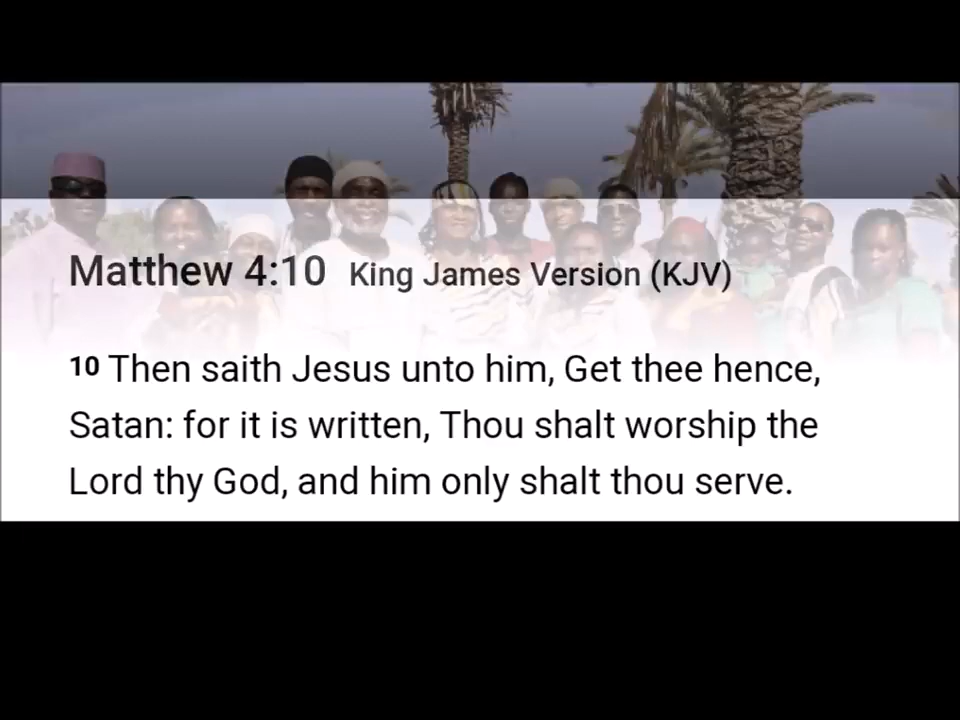 Matthew 4:10 King James Version (KJV)
10 Then saith Jesus unto him, Get thee hence,
Satan: for it is written, Thou shalt worship the
Lord thy God, and him only shalt thou serve.